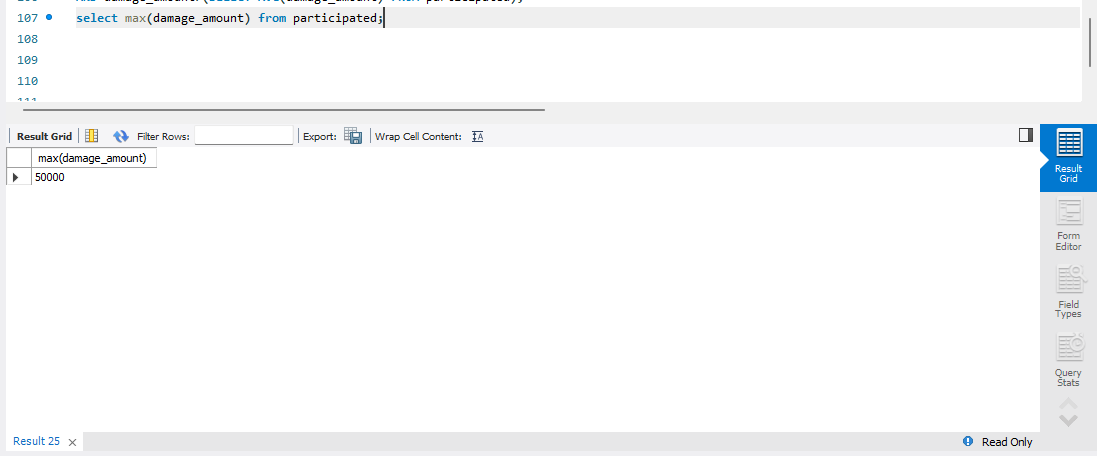 107 select max(damage_amount) from participated;
108
109
110
Result Grid Filter Rows: Export: Wrap Cell Content:
max(damage_amount)
50000
Result
Grid
Form
Editor
Field
Types
Query
Stats
Result 25 Read Only